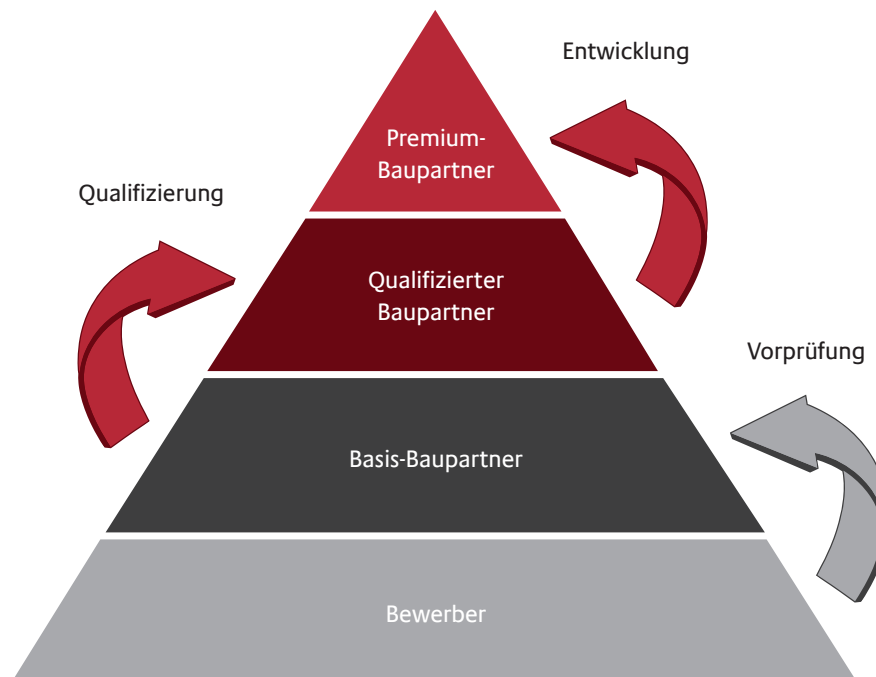 Entwicklung
Premium-
Baupartner
Qualifizierung
Qualifizierter
Baupartner
Vorprüfung
Basis-Baupartner
Bewerber